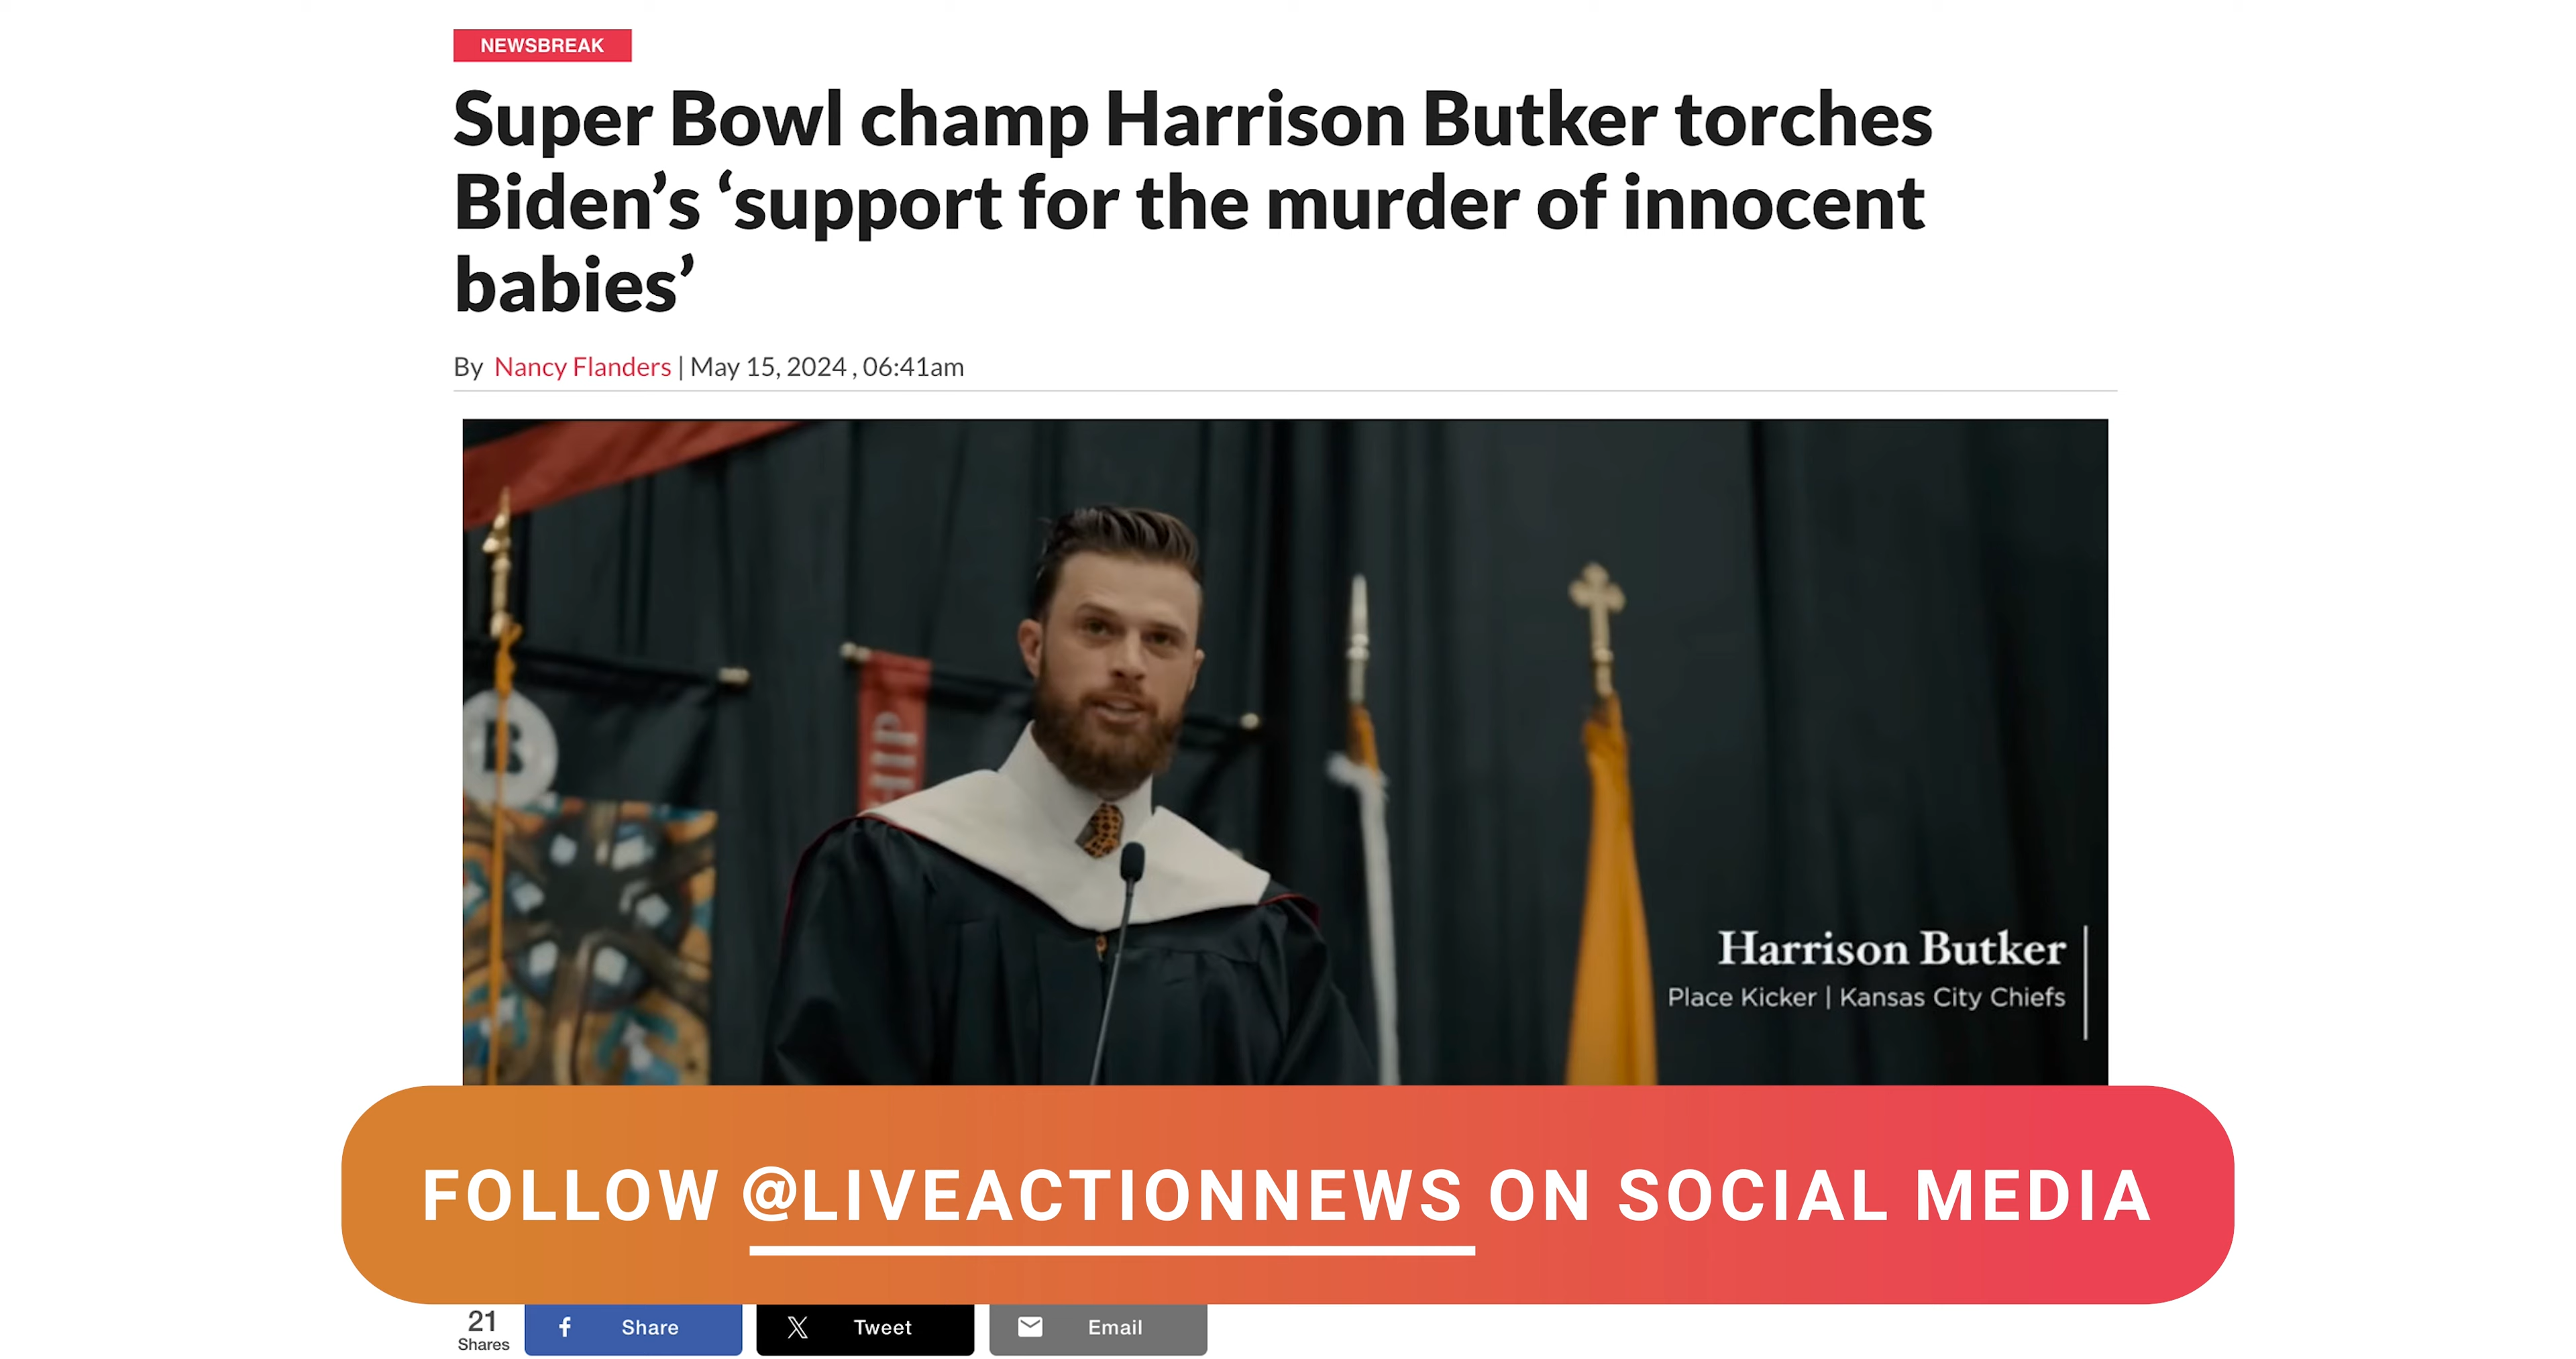 NEWSBREAK
Super Bowl champ Harrison Butker torches
Biden’s ‘support for the murder of innocent
babies’
By Nancy Flanders | May 15, 2024 , 06:41am
B
HIP
Harrison Butker
Place Kicker | Kansas City Chiefs
FOLLOW @LIVEACTIONNEWS ON SOCIAL MEDIA
21
Shares
f Share
X Tweet
Email